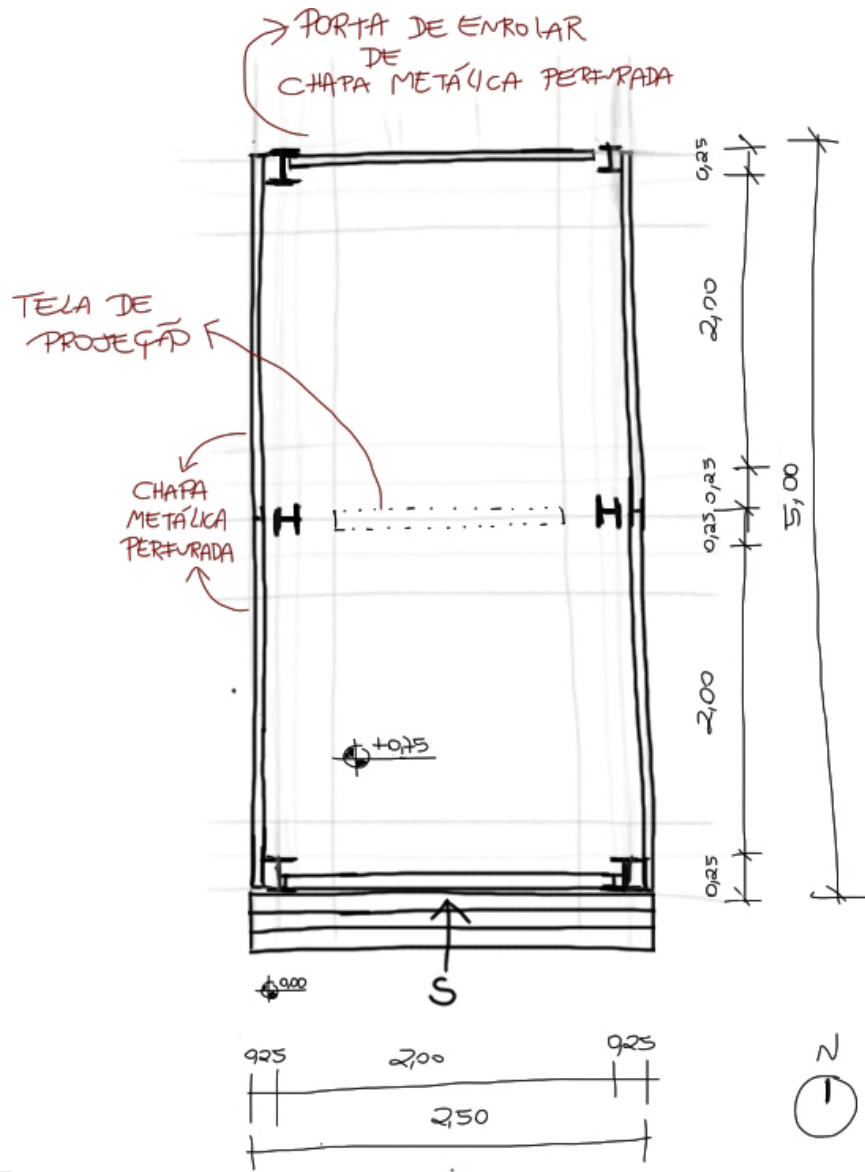 PORTA DE ENROLAR
DE
CHAPA METÁLICA PERFURADA
0,25
2,00
TELA DE
PROJEÇÃO
0,25
5,00
CHAPA
METÁLICA
PERFURADA
0,25
2,00
+0,75
0,25
S
0,00
0,25
2,00
0,25
2,50
N